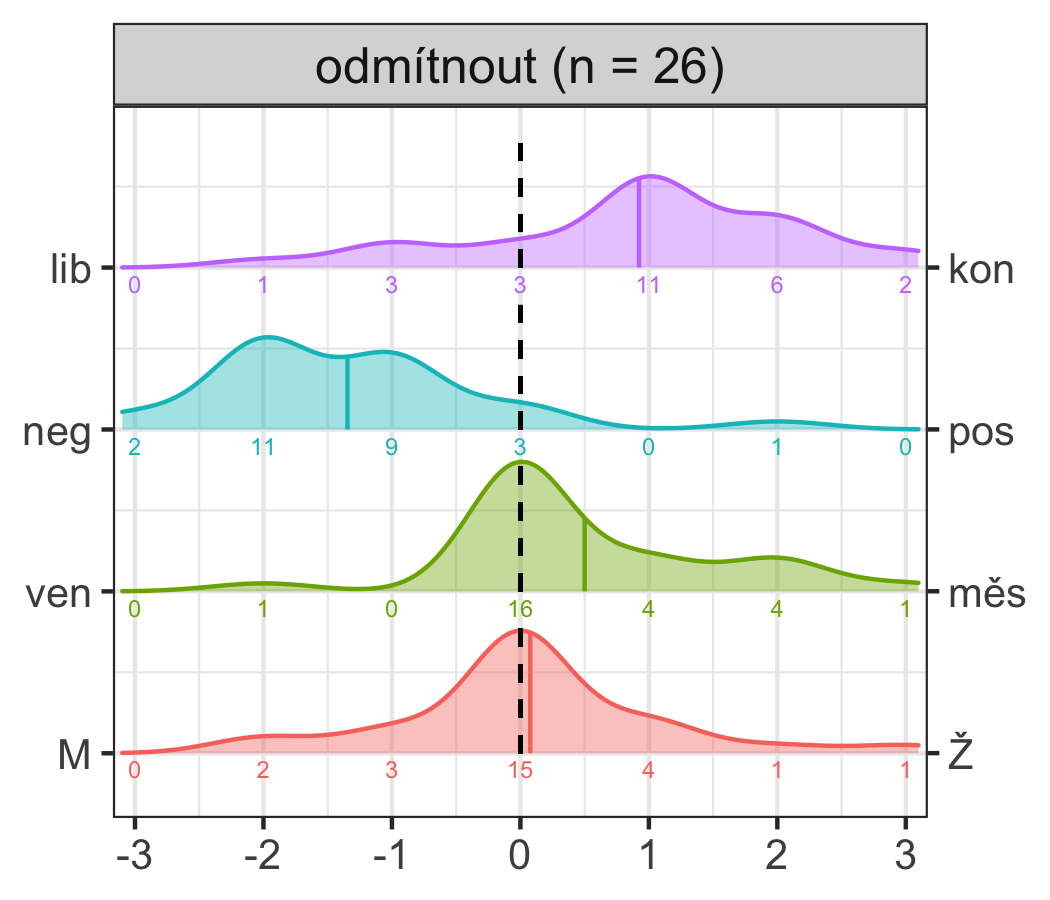 odmítnout (n = 26)
lib kon
0 1 3 3 11 6 2
neg pos
2 11 9 3 0 1 0
ven měs
0 1 0 16 4 4 1
M Ž
0 2 3 15 4 1 1
-3 -2 -1 0 1 2 3